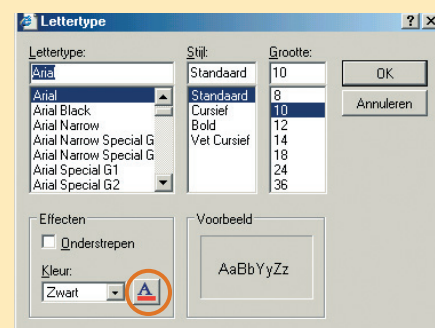 Lettertype
Lettertype:
Arial
Arial
Arial Black
Arial Narrow
Arial Narrow Special G
Arial Narrow Special G
Arial Special G1
Arial Special G2
Stijl:
Standaard
Standaard
Cursief
Bold
Vet Cursief
Grootte:
10
8
10
12
14
18
24
36
OK
Annuleren
Effecten
Onderstrepen
Kleur:
Zwart
A
Voorbeeld
AaBbYyZz